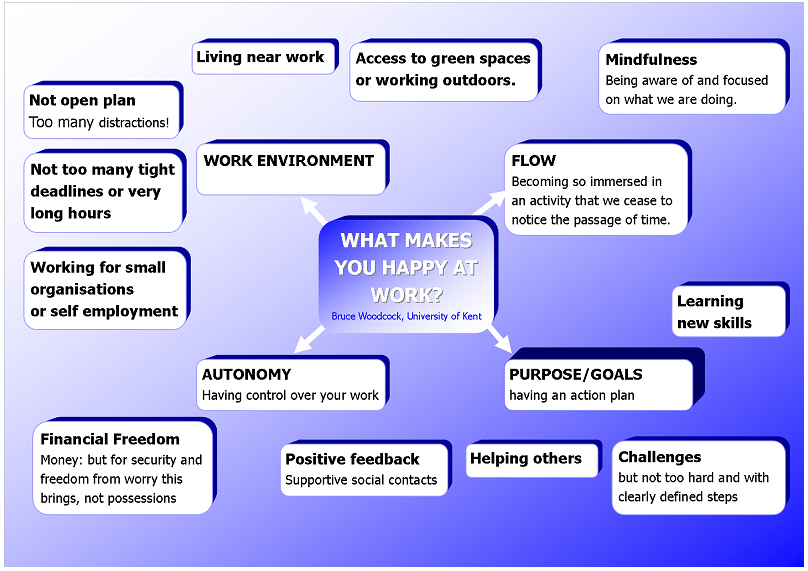 Living near work
Access to green spaces
or working outdoors.
Mindfulness
Being aware of and focused
on what we are doing.
Not open plan
Too many distractions!
WORK ENVIRONMENT
FLOW
Becoming so immersed in
an activity that we cease to
notice the passage of time.
Not too many tight
deadlines or very
long hours
WHAT MAKES
YOU HAPPY AT
WORK?
Bruce Woodcock, University of Kent
Working for small
organisations
or self employment
Learning
new skills
AUTONOMY
Having control over your work
PURPOSE/GOALS
having an action plan
Financial Freedom
Money: but for security and
freedom from worry this
brings, not possessions
Positive feedback
Supportive social contacts
Helping others
Challenges
but not too hard and with
clearly defined steps